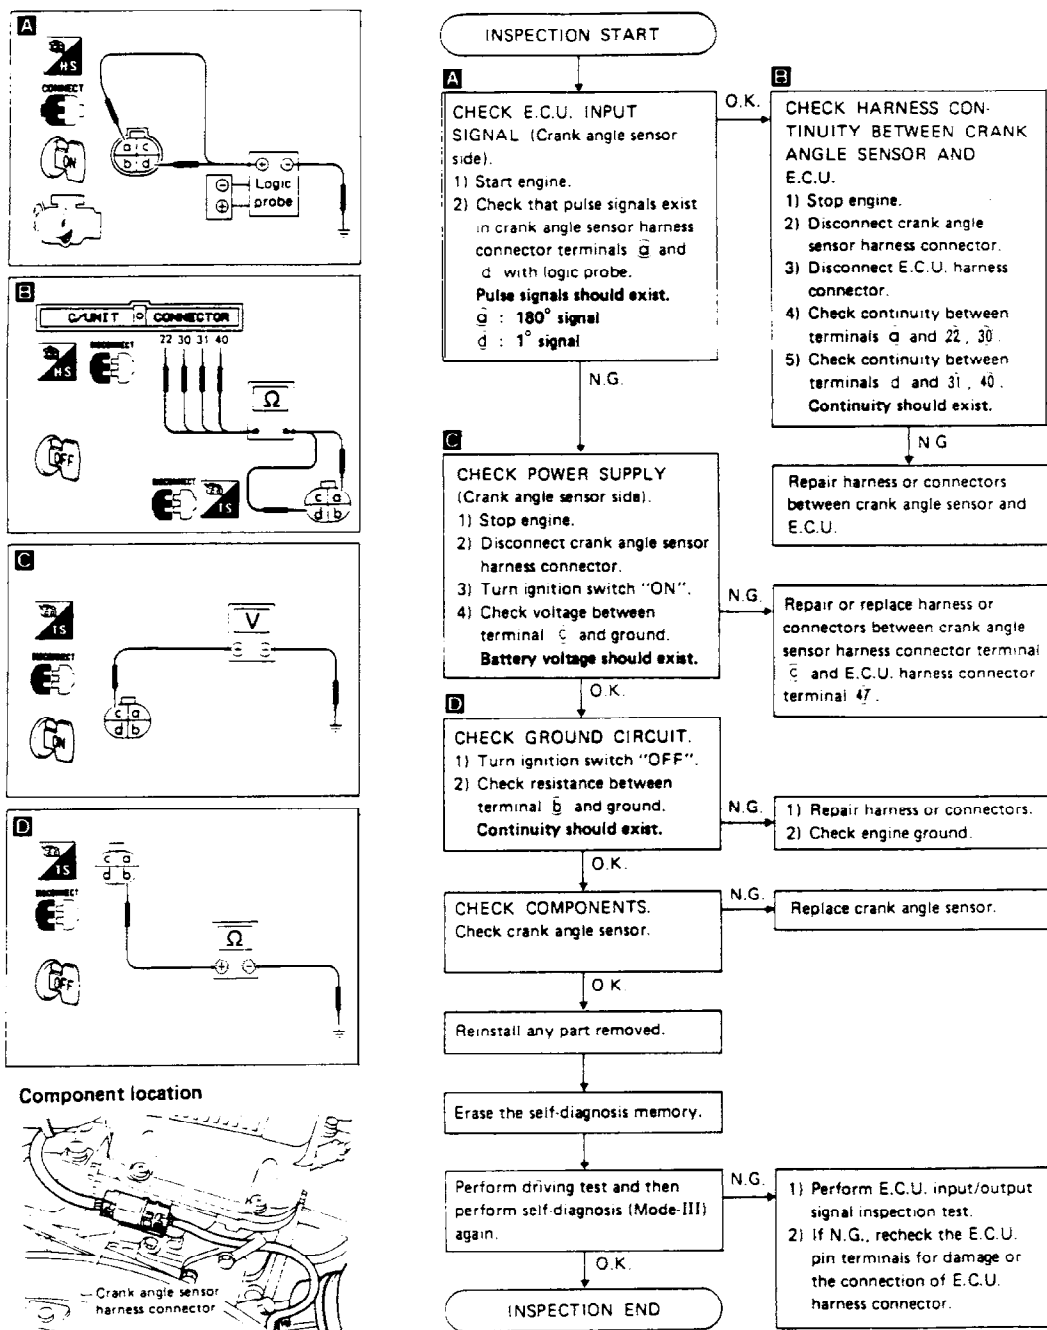 A
HS
CONNECT
ON
a c
b d
Logic
probe
B
C/UNIT CONNECTOR
22 30 31 40
HS
DISCONNECT
Ω
OFF
DISCONNECT
TS
c a
d b
C
TS
DISCONNECT
ON
V
c a
d b
D
TS
DISCONNECT
OFF
c a
d b
Ω
Component location
Crank angle sensor
harness connector
INSPECTION START
A
CHECK E.C.U. INPUT
SIGNAL (Crank angle sensor
side).
1) Start engine.
2) Check that pulse signals exist
in crank angle sensor harness
connector terminals a and
d with logic probe.
Pulse signals should exist.
a : 180° signal
d : 1° signal
O.K.
N.G.
B
CHECK HARNESS CON-
TINUITY BETWEEN CRANK
ANGLE SENSOR AND
E.C.U.
1) Stop engine.
2) Disconnect crank angle
sensor harness connector.
3) Disconnect E.C.U. harness
connector.
4) Check continuity between
terminals a and 22, 30.
5) Check continuity between
terminals d and 31, 40.
Continuity should exist.
N G
Repair harness or connectors
between crank angle sensor and
E.C.U.
C
CHECK POWER SUPPLY
(Crank angle sensor side).
1) Stop engine.
2) Disconnect crank angle sensor
harness connector.
3) Turn ignition switch "ON".
4) Check voltage between
terminal c and ground.
Battery voltage should exist.
N.G.
O.K.
Repair or replace harness or
connectors between crank angle
sensor harness connector terminal
c and E.C.U. harness connector
terminal 47.
D
CHECK GROUND CIRCUIT.
1) Turn ignition switch "OFF".
2) Check resistance between
terminal b and ground.
Continuity should exist.
N.G.
O.K.
1) Repair harness or connectors.
2) Check engine ground.
CHECK COMPONENTS.
Check crank angle sensor.
N.G.
O K.
Replace crank angle sensor.
Reinstall any part removed.
Erase the self-diagnosis memory.
Perform driving test and then
perform self-diagnosis (Mode-III)
again.
N.G.
O.K.
1) Perform E.C.U. input/output
signal inspection test.
2) If N.G., recheck the E.C.U.
pin terminals for damage or
the connection of E.C.U.
harness connector.
INSPECTION END